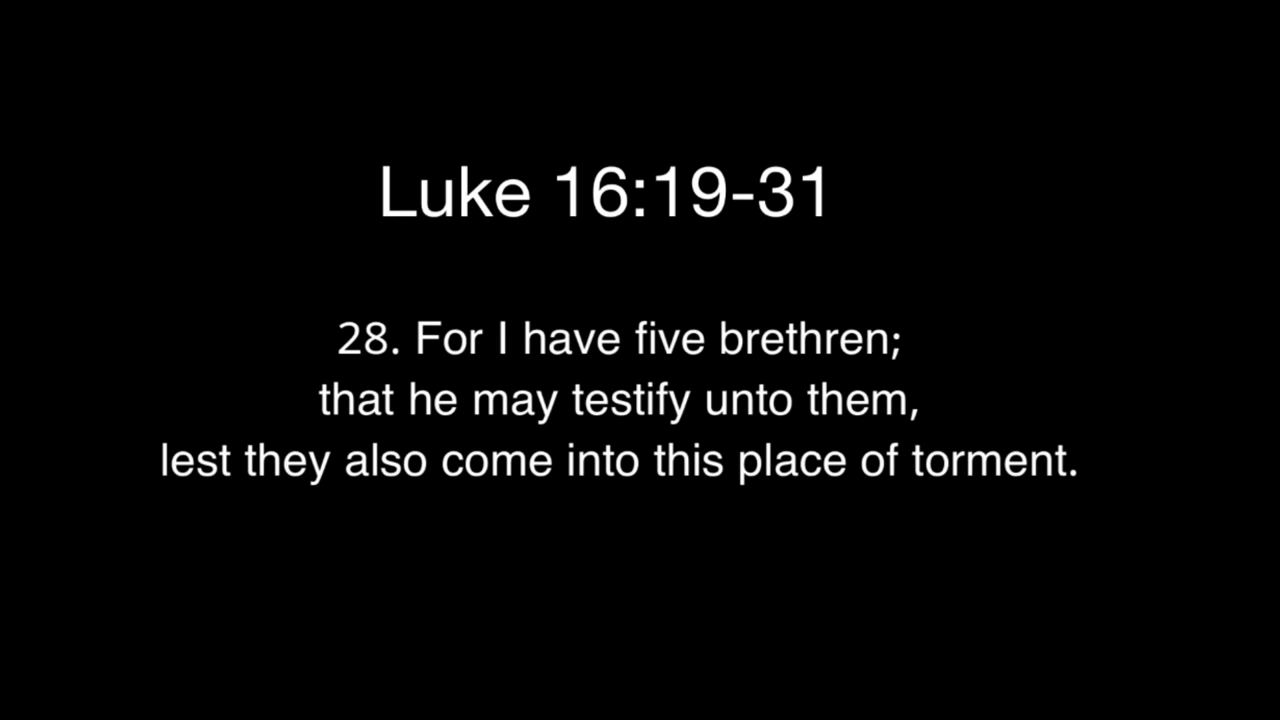 Luke 16:19-31
28. For I have five brethren;
that he may testify unto them,
lest they also come into this place of torment.